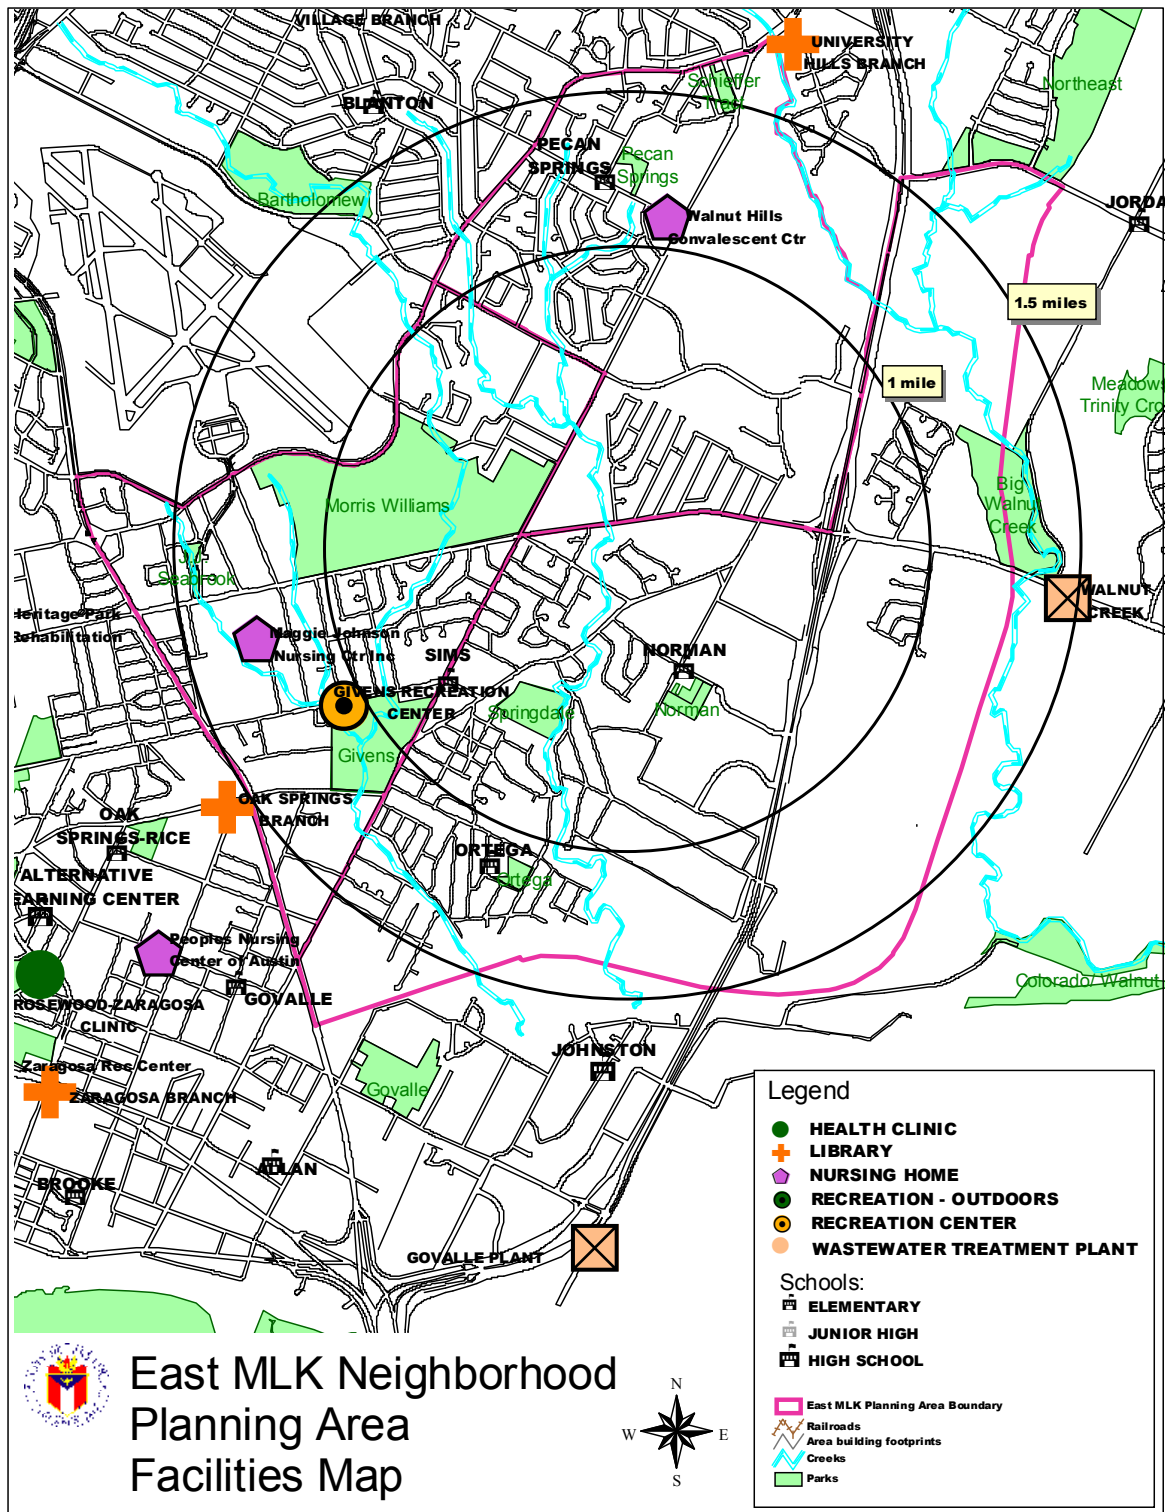 VILLAGE BRANCH
UNIVERSITY
HILLS BRANCH
Schieffer
Tract
Northeast
BLANTON
PECAN
SPRINGS
Pecan
Springs
Bartholomew
Walnut Hills
Convalescent Ctr
JORDA
1.5 miles
1 mile
Meadows
Trinity Cro
Big
Walnut
Creek
Morris Williams
J.J.
Seabrook
WALNUT
CREEK
Heritage Park
Rehabilitation
Maggie Johnson
Nursing Ctr Inc
SIMS
NORMAN
GIVENS RECREATION
CENTER
Springdale
Norman
Givens
OAK SPRINGS
BRANCH
OAK
SPRINGS-RICE
ORTEGA
Ortega
ALTERNATIVE
EARNING CENTER
Peoples Nursing
Center of Austin
GOVALLE
ROSEWOOD-ZARAGOSA
CLINIC
Colorado/ Walnut
JOHNSTON
Zaragosa Rec Center
ZARAGOSA BRANCH
Govalle
ALLAN
BROOKE
GOVALLE PLANT
Legend
HEALTH CLINIC
LIBRARY
NURSING HOME
RECREATION - OUTDOORS
RECREATION CENTER
WASTEWATER TREATMENT PLANT
Schools:
ELEMENTARY
JUNIOR HIGH
HIGH SCHOOL
East MLK Planning Area Boundary
Railroads
Area building footprints
Creeks
Parks
East MLK Neighborhood
Planning Area
Facilities Map
N
W
E
S